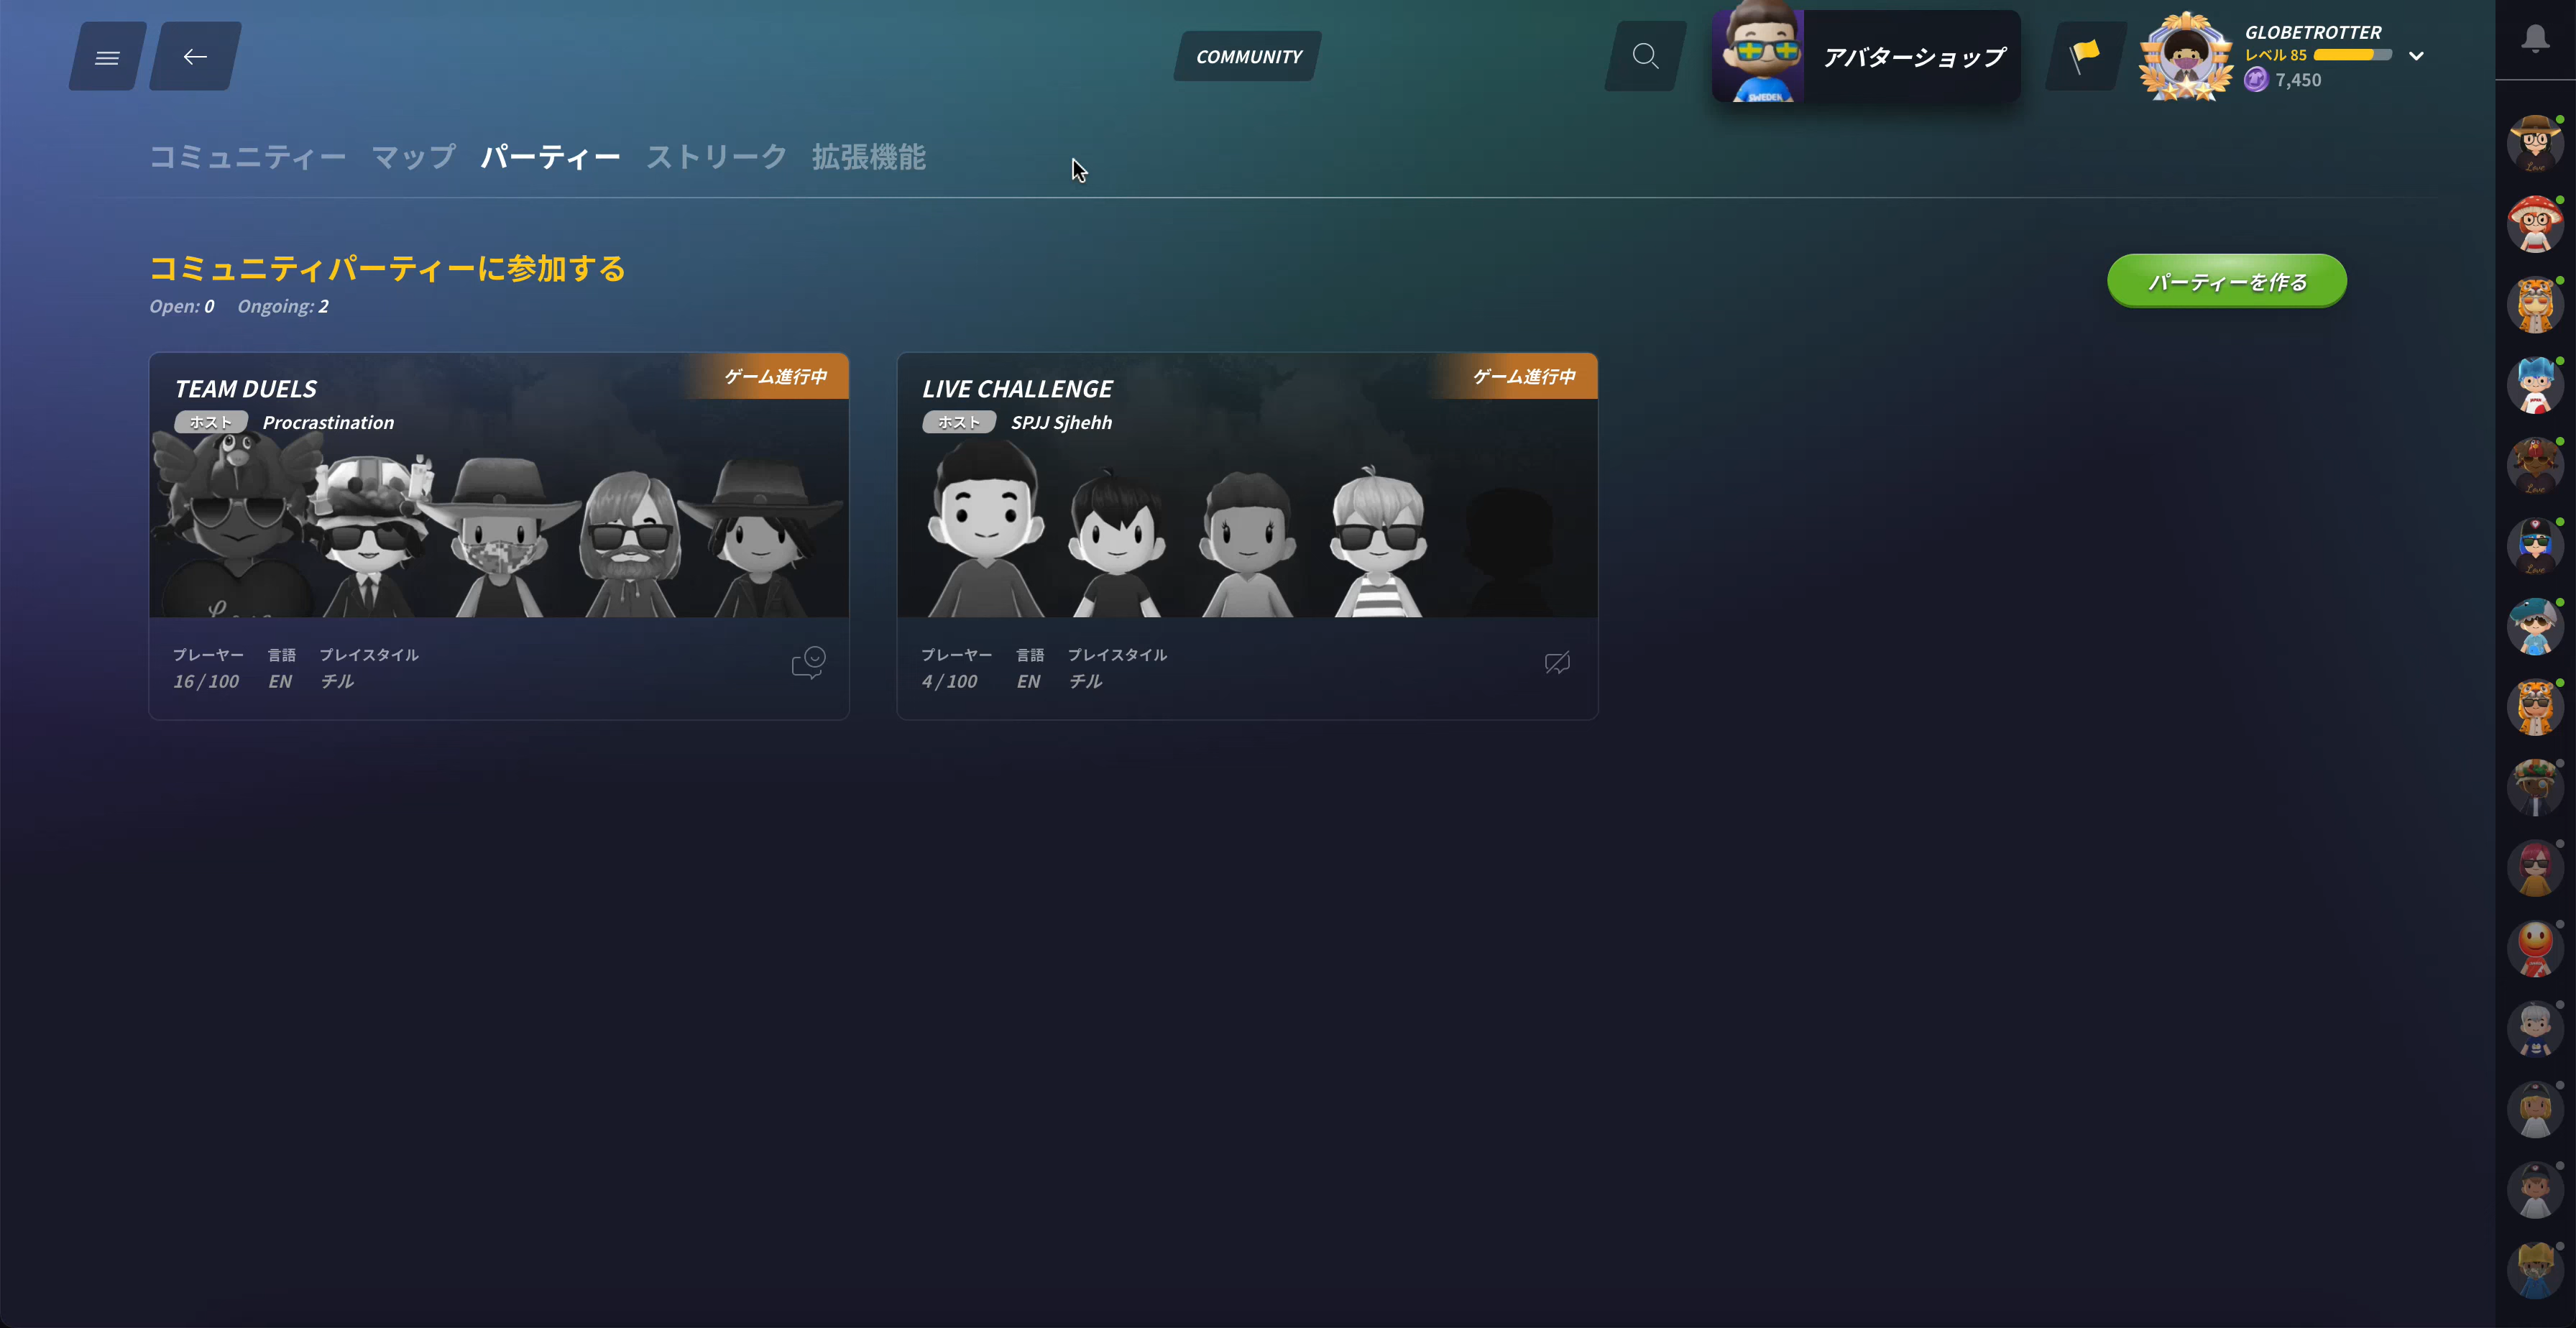 COMMUNITY
アバターショップ
GLOBETROTTER
レベル 85
7,450
コミュニティー マップ パーティー ストリーク 拡張機能
コミュニティパーティーに参加する
Open: 0 Ongoing: 2
パーティーを作る
TEAM DUELS
ゲーム進行中
ホスト Procrastination
プレーヤー 言語 プレイスタイル
16 / 100 EN チル
LIVE CHALLENGE
ゲーム進行中
ホスト SPJJ Sjhehh
プレーヤー 言語 プレイスタイル
4 / 100 EN チル
SWEDEN
Love
Love
Love